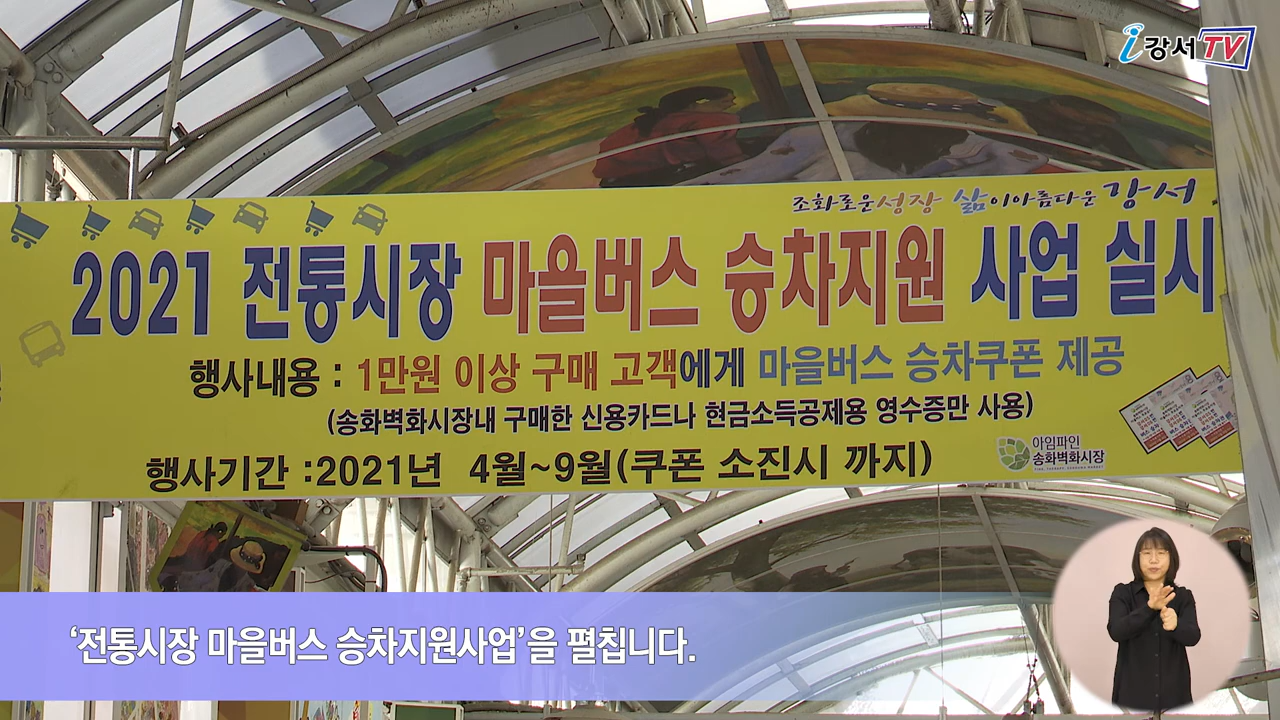 i강서TV
조화로운성장 삶이아름다운 강서
2021 전통시장 마을버스 승차지원 사업 실시
행사내용 : 1만원 이상 구매 고객에게 마을버스 승차쿠폰 제공
(송화벽화시장내 구매한 신용카드나 현금소득공제용 영수증만 사용)
아임파인
송화벽화시장
행사기간 :2021년 4월~9월(쿠폰 소진시 까지)
‘전통시장 마을버스 승차지원사업’을 펼칩니다.